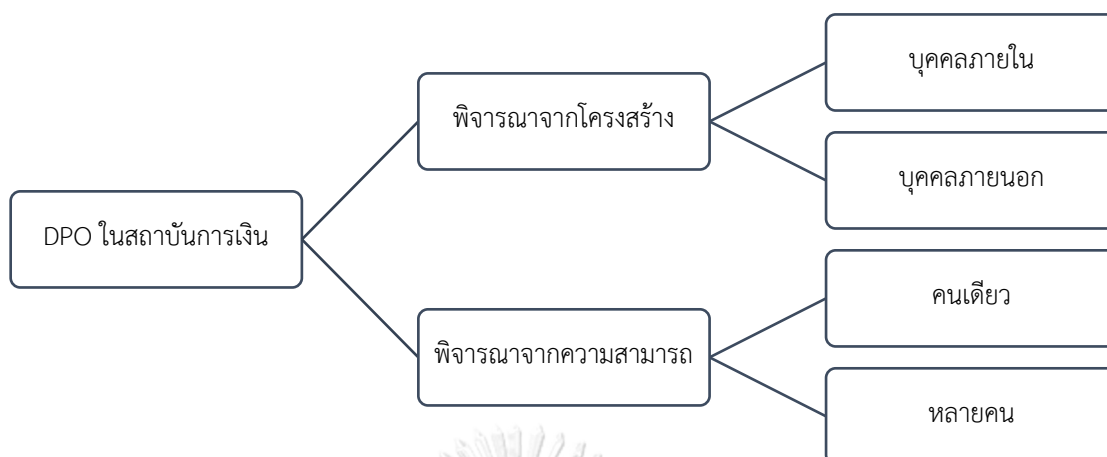 DPO ในสถาบันการเงิน
พิจารณาจากโครงสร้าง
บุคคลภายใน
บุคคลภายนอก
พิจารณาจากความสามารถ
คนเดียว
หลายคน